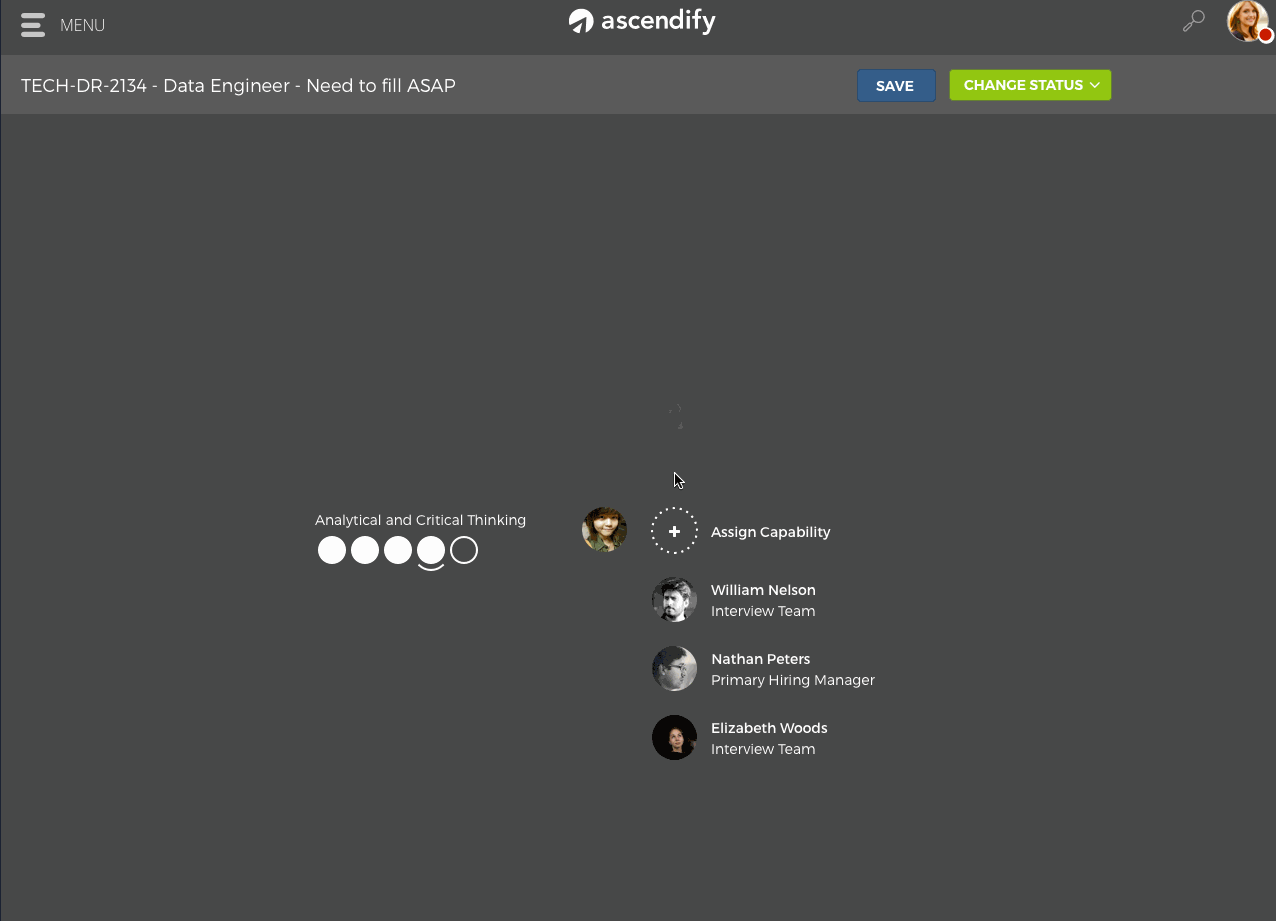 MENU
ascendify
TECH-DR-2134 - Data Engineer - Need to fill ASAP
SAVE
CHANGE STATUS
Analytical and Critical Thinking
Assign Capability
William Nelson
Interview Team
Nathan Peters
Primary Hiring Manager
Elizabeth Woods
Interview Team